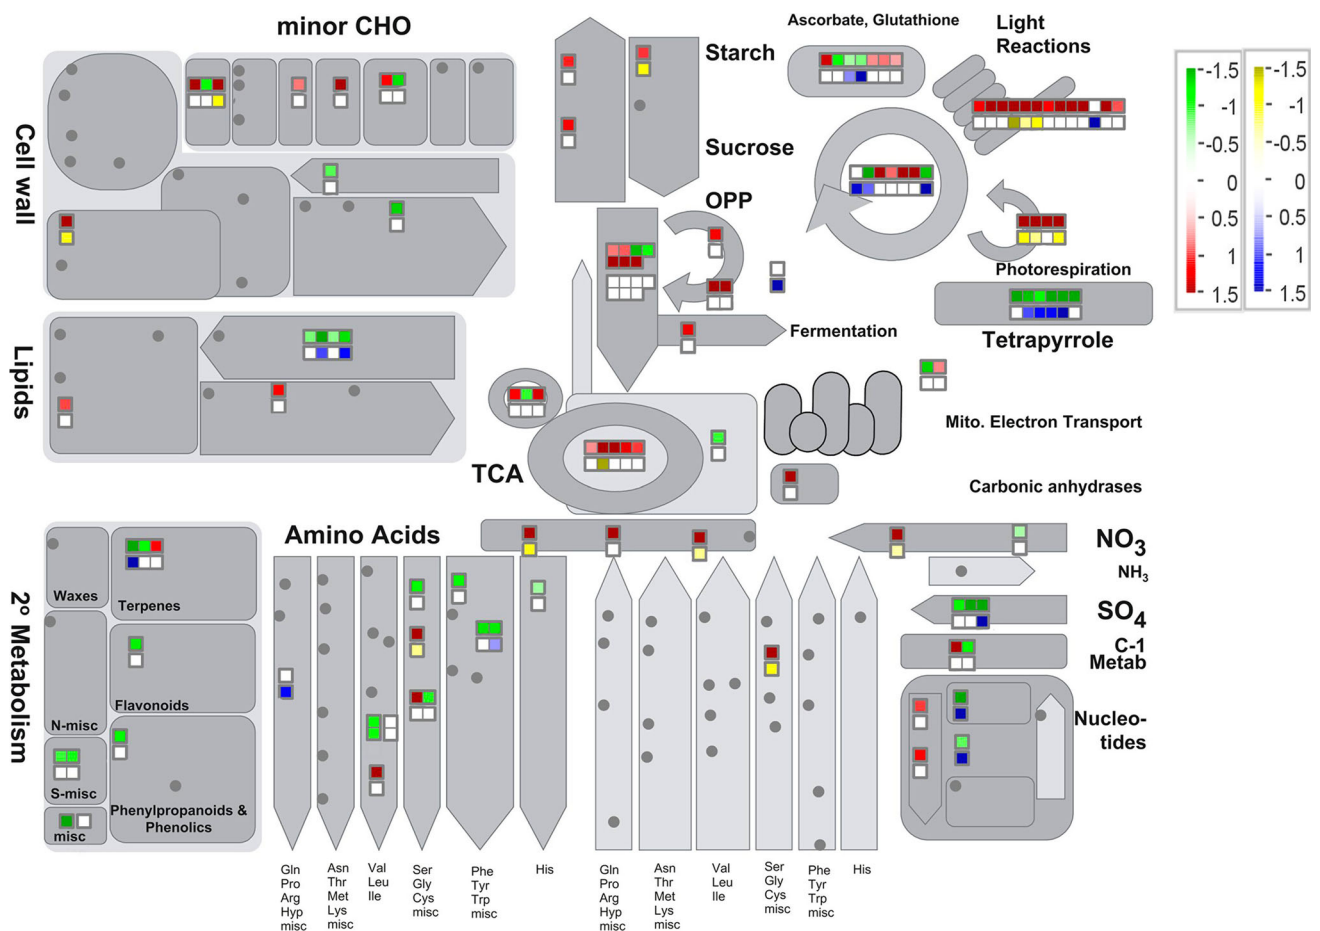 minor CHO
Ascorbate, Glutathione
Light
Reactions
Starch
Sucrose
OPP
Cell wall
-1.5
-1
-0.5
0
0.5
1
1.5
-1.5
-1
-0.5
0
0.5
1
1.5
Photorespiration
Tetrapyrrole
Fermentation
Lipids
Mito. Electron Transport
TCA
Carbonic anhydrases
Amino Acids
NO3
NH3
SO4
C-1
Metab
Nucleo-
tides
2º Metabolism
Waxes
Terpenes
N-misc
Flavonoids
S-misc
misc
Phenylpropanoids &
Phenolics
Gln
Pro
Arg
Hyp
misc
Asn
Thr
Met
Lys
misc
Val
Leu
Ile
Ser
Gly
Cys
misc
Phe
Tyr
Trp
misc
His
Gln
Pro
Arg
Hyp
misc
Asn
Thr
Met
Lys
misc
Val
Leu
Ile
Ser
Gly
Cys
misc
Phe
Tyr
Trp
misc
His